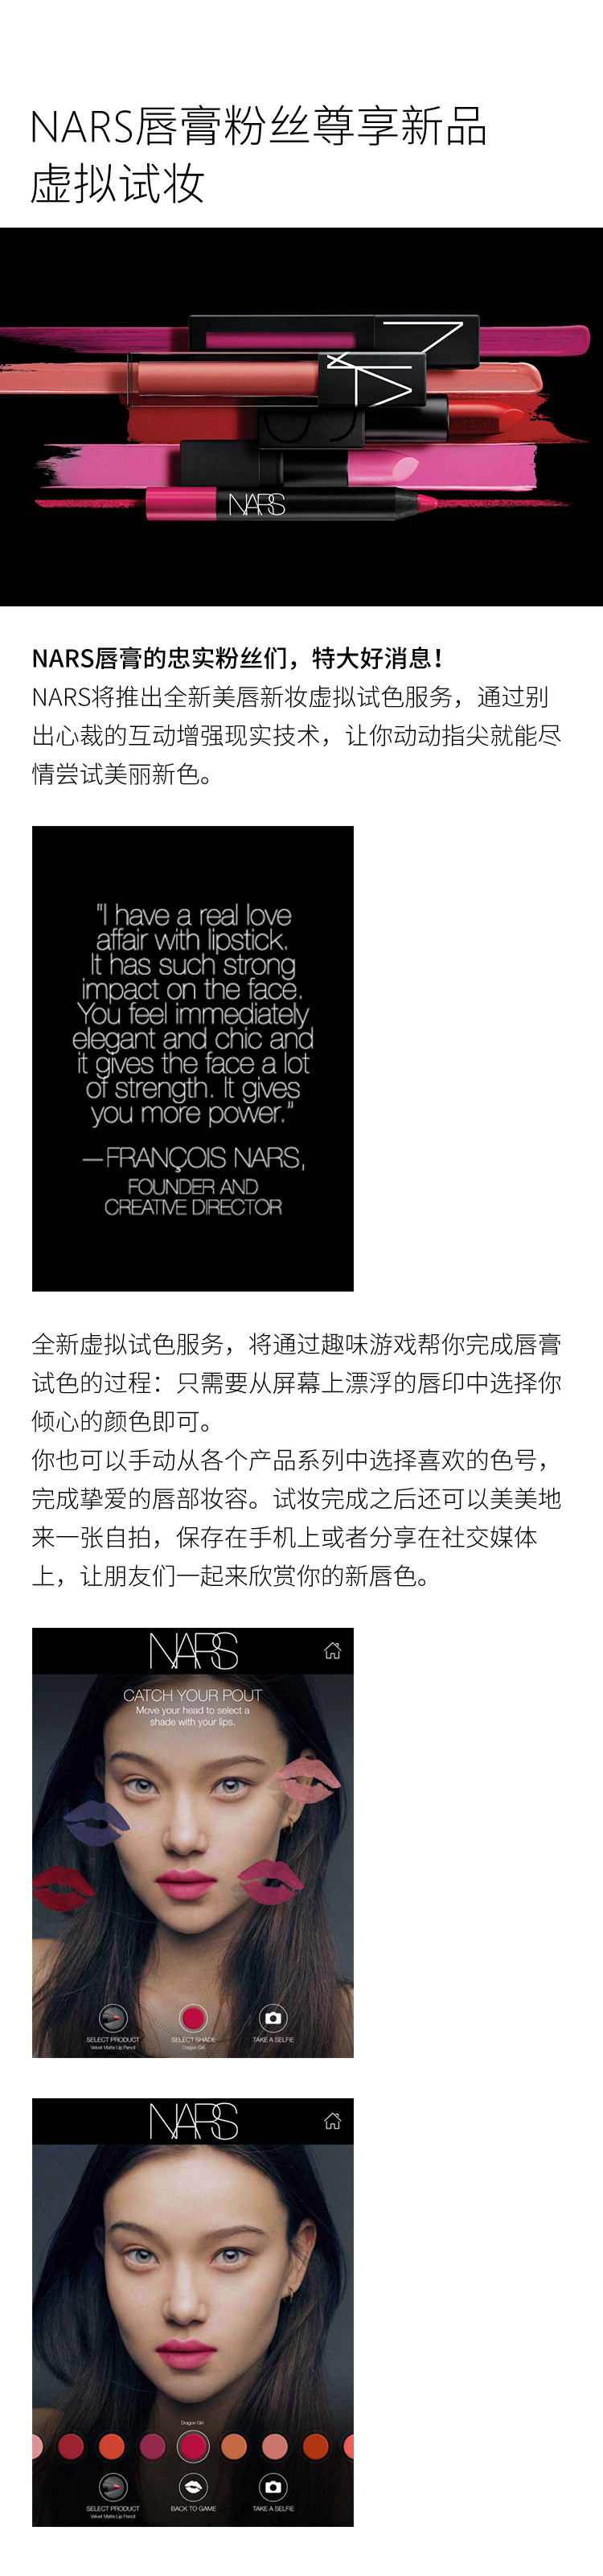 NARS唇膏粉丝尊享新品
虚拟试妆
NARS
NARS唇膏的忠实粉丝们，特大好消息！
NARS将推出全新美唇新妆虚拟试色服务，通过别
出心裁的互动增强现实技术，让你动动指尖就能尽
情尝试美丽新色。
"I have a real love
affair with lipstick.
It has such strong
impact on the face.
You feel immediately
elegant and chic and
it gives the face a lot
of strength. It gives
you more power."
—FRANÇOIS NARS,
FOUNDER AND
CREATIVE DIRECTOR
全新虚拟试色服务，将通过趣味游戏帮你完成唇膏
试色的过程：只需要从屏幕上漂浮的唇印中选择你
倾心的颜色即可。
你也可以手动从各个产品系列中选择喜欢的色号，
完成挚爱的唇部妆容。试妆完成之后还可以美美地
来一张自拍，保存在手机上或者分享在社交媒体
上，让朋友们一起来欣赏你的新唇色。
NARS
CATCH YOUR POUT
Move your head to select a
shade with your lips.
SELECT PRODUCT SELECT SHADE TAKE A SELFIE
Velvet Matte Lip Pencil Dragon Girl
NARS
Dragon Girl
SELECT PRODUCT BACK TO GAME TAKE A SELFIE
Velvet Matte Lip Pencil